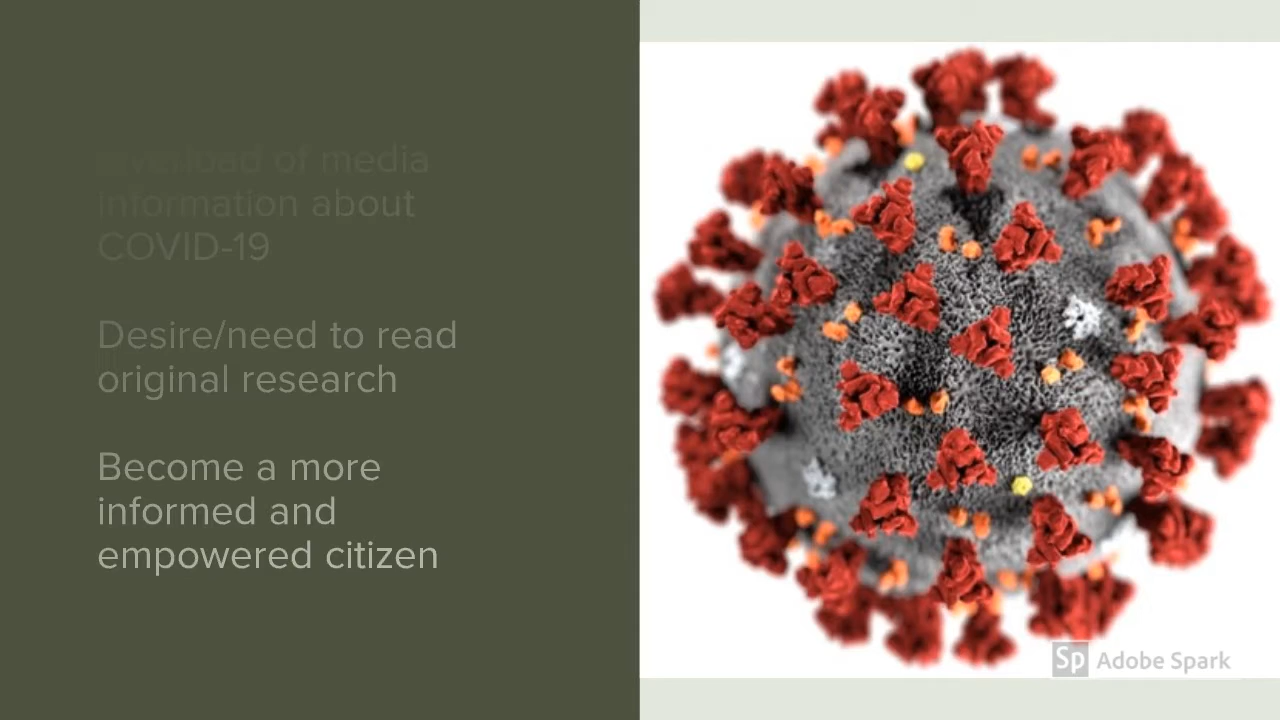 overload of media
information about
COVID-19
Desire/need to read
original research
Become a more
informed and
empowered citizen
Sp Adobe Spark